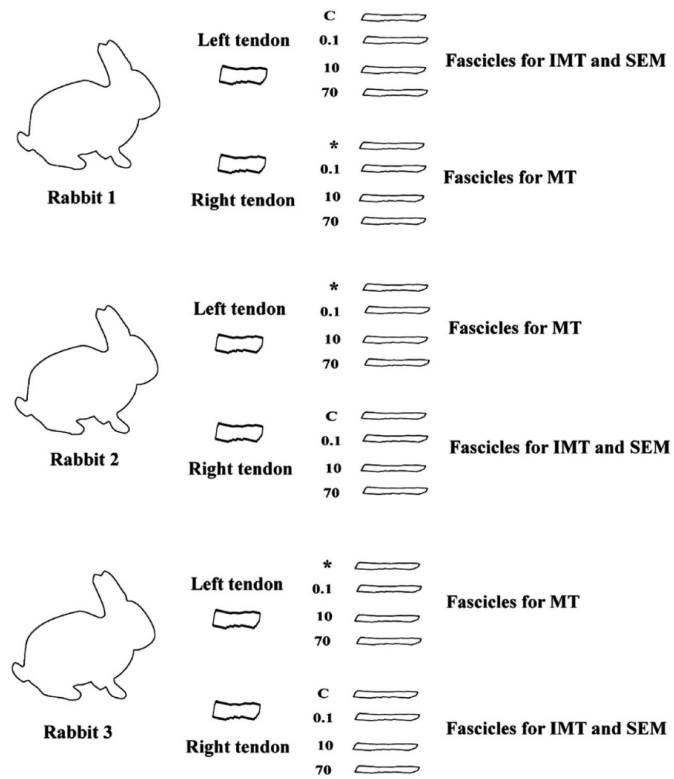 C
Left tendon
0.1
Fascicles for IMT and SEM
10
70
*
0.1
Fascicles for MT
Rabbit 1
Right tendon
10
70
*
Left tendon
0.1
Fascicles for MT
10
70
C
0.1
Fascicles for IMT and SEM
Rabbit 2
Right tendon
10
70
*
Left tendon
0.1
Fascicles for MT
10
70
C
0.1
Fascicles for IMT and SEM
Rabbit 3
Right tendon
10
70